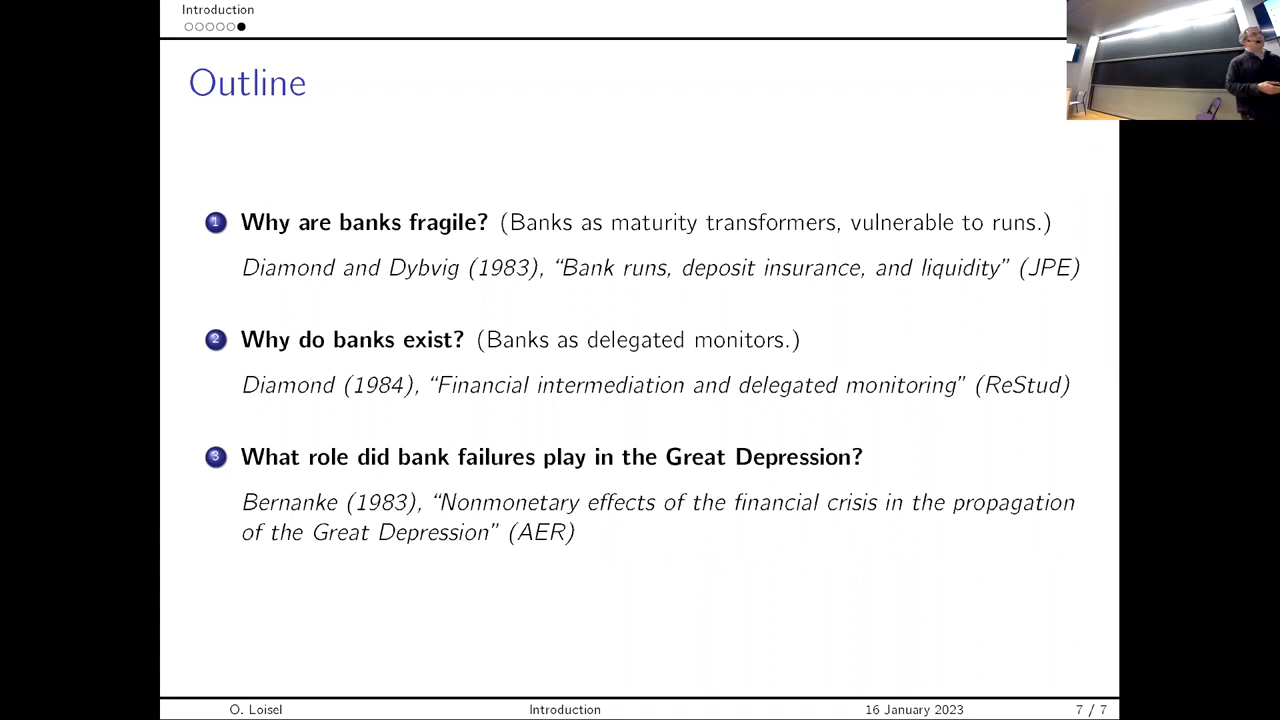 Introduction
Outline
1 Why are banks fragile? (Banks as maturity transformers, vulnerable to runs.)
Diamond and Dybvig (1983), “Bank runs, deposit insurance, and liquidity” (JPE)
2 Why do banks exist? (Banks as delegated monitors.)
Diamond (1984), “Financial intermediation and delegated monitoring” (ReStud)
3 What role did bank failures play in the Great Depression?
Bernanke (1983), “Nonmonetary effects of the financial crisis in the propagation
of the Great Depression” (AER)
O. Loisel Introduction 16 January 2023 7 / 7